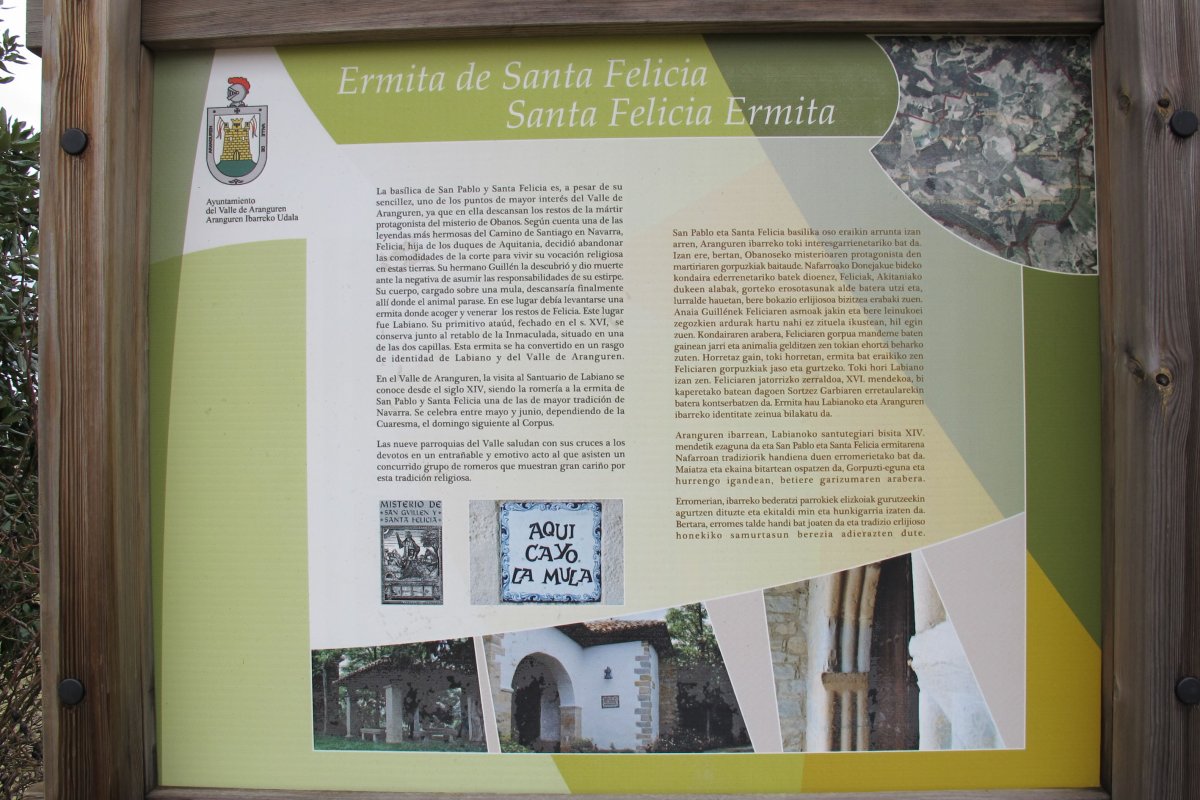 Ermita de Santa Felicia
Santa Felicia Ermita
ARANGUREN
VALLE DE
Ayuntamiento
del Valle de Aranguren
Aranguren Ibarreko Udala
La basílica de San Pablo y Santa Felicia es, a pesar de su
sencillez, uno de los puntos de mayor interés del Valle de
Aranguren, ya que en ella descansan los restos de la mártir
protagonista del misterio de Obanos. Según cuenta una de las
leyendas más hermosas del Camino de Santiago en Navarra,
Felicia, hija de los duques de Aquitania, decidió abandonar
las comodidades de la corte para vivir su vocación religiosa
en estas tierras. Su hermano Guillén la descubrió y dio muerte
ante la negativa de asumir las responsabilidades de su estirpe.
Su cuerpo, cargado sobre una mula, descansaría finalmente
allí donde el animal parase. En ese lugar debía levantarse una
ermita donde acoger y venerar los restos de Felicia. Este lugar
fue Labiano. Su primitivo ataúd, fechado en el s. XVI, se
conserva junto al retablo de la Inmaculada, situado en una
de las dos capillas. Esta ermita se ha convertido en un rasgo
de identidad de Labiano y del Valle de Aranguren.
En el Valle de Aranguren, la visita al Santuario de Labiano se
conoce desde el siglo XIV, siendo la romería a la ermita de
San Pablo y Santa Felicia una de las de mayor tradición de
Navarra. Se celebra entre mayo y junio, dependiendo de la
Cuaresma, el domingo siguiente al Corpus.
Las nueve parroquias del Valle saludan con sus cruces a los
devotos en un entrañable y emotivo acto al que asisten un
concurrido grupo de romeros que muestran gran cariño por
esta tradición religiosa.
San Pablo eta Santa Felicia basilika oso eraikin arrunta izan
arren, Aranguren ibarreko toki interesgarrienetariko bat da.
Izan ere, bertan, Obanoseko misterioaren protagonista den
martiriaren gorpuzkiak baitaude. Nafarroako Donejakue bideko
kondaira ederrenetariko batek dioenez, Feliciak, Akitaniako
dukeen alabak, gorteko erosotasunak alde batera utzi eta,
lurralde hauetan, bere bokazio erlijiosoa bizitzea erabaki zuen.
Anaia Guillének Feliciaren asmoak jakin eta bere leinukoei
zegozkien ardurak hartu nahi ez zituela ikustean, hil egin
zuen. Kondairaren arabera, Feliciaren gorpua mandeme baten
gainean jarri eta animalia gelditzen zen tokian ehortzi beharko
zuten. Horretaz gain, toki horretan, ermita bat eraikiko zen
Feliciaren gorpuzkiak jaso eta gurtzeko. Toki hori Labiano
izan zen. Feliciaren jatorrizko zerraldoa, XVI. mendekoa, bi
kaperetako batean dagoen Sortzez Garbiaren erretaularekin
batera kontserbatzen da. Ermita hau Labianoko eta Aranguren
ibarreko identitate zeinua bilakatu da.
Aranguren ibarrean, Labianoko santutegiari bisita XIV.
mendetik ezaguna da eta San Pablo eta Santa Felicia ermitarena
Nafarroan tradiziorik handiena duen erromerietako bat da.
Maiatza eta ekaina bitartean ospatzen da, Gorpuzti-eguna eta
hurrengo igandean, betiere garizumaren arabera.
Erromerian, ibarreko bederatzi parrokiek elizkoiak gurutzeekin
agurtzen dituzte eta ekitaldi min eta hunkigarria izaten da.
Bertara, erromes talde handi bat joaten da eta tradizio erlijioso
honekiko samurtasun berezia adierazten dute.
MISTERIO DE
SAN GVILLEN Y
SANTA FELICIA
AQUI
CAYO
LA MULA